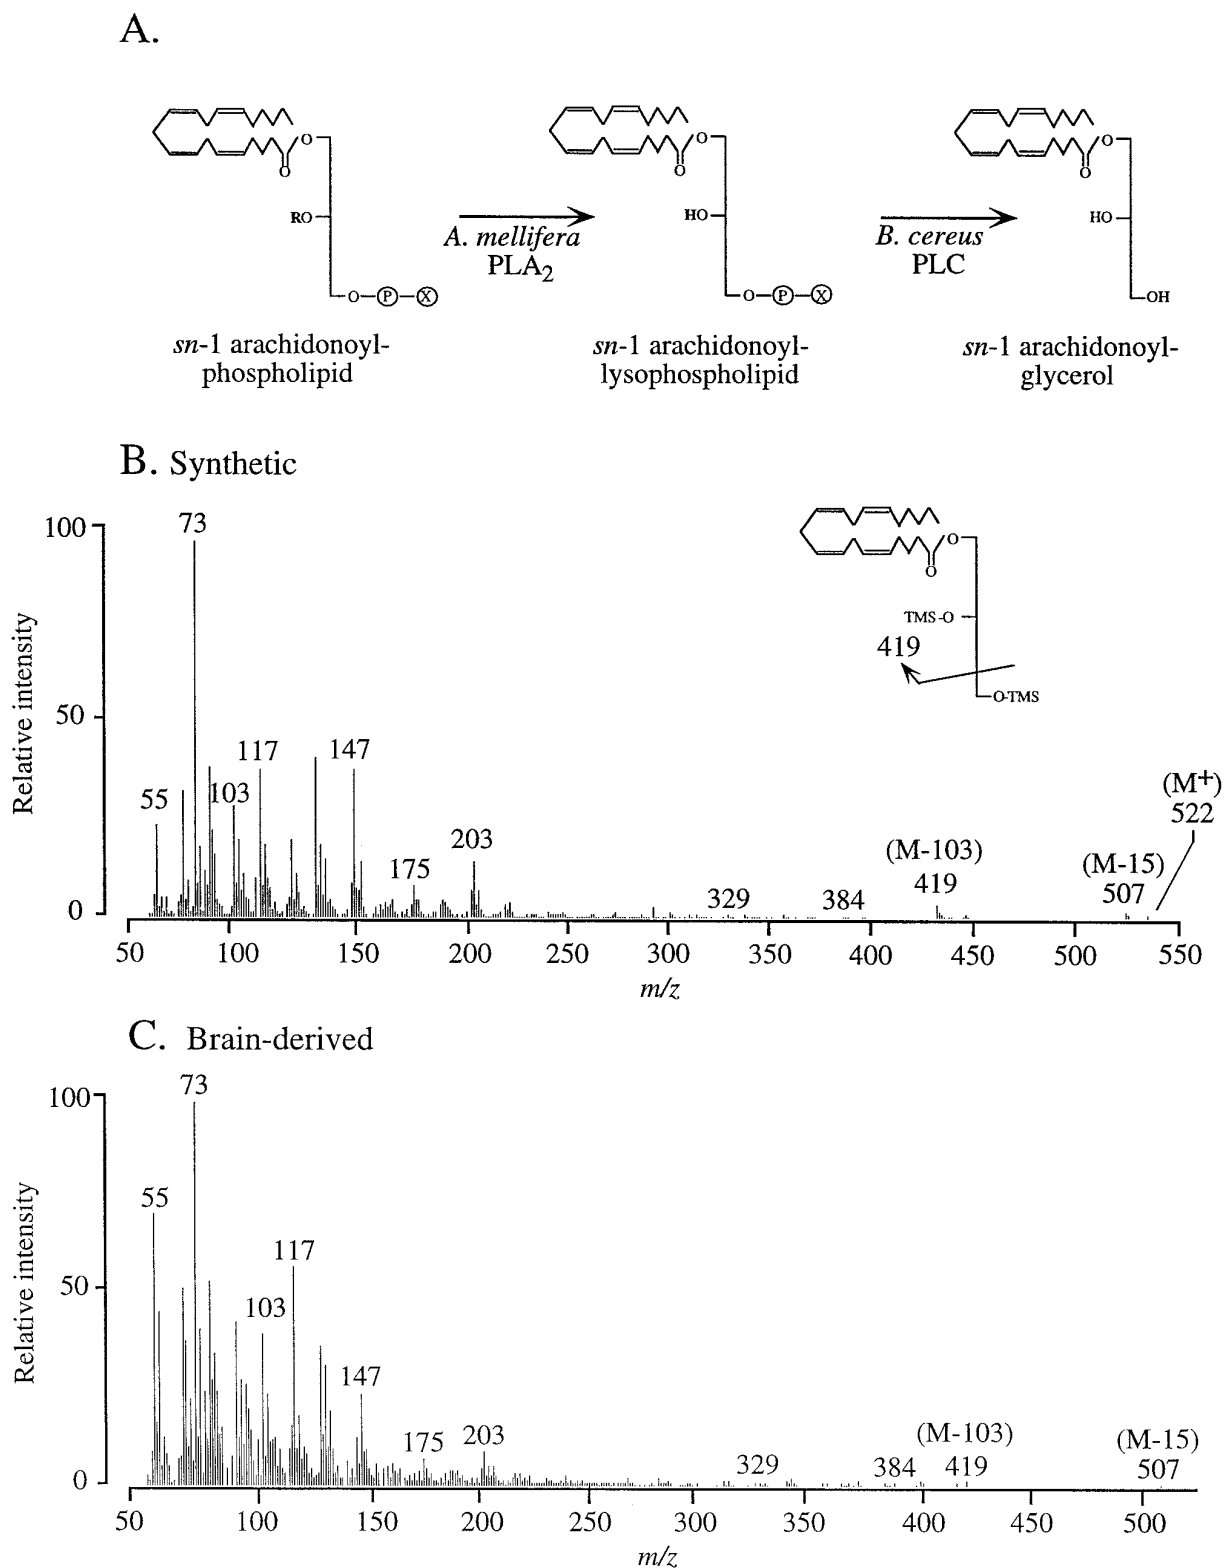 A.
O
O
RO
O P X
sn-1 arachidonoyl-
phospholipid
A. mellifera
PLA2
O
O
HO
O P X
sn-1 arachidonoyl-
lysophospholipid
B. cereus
PLC
O
O
HO
OH
sn-1 arachidonoyl-
glycerol
B. Synthetic
Relative intensity
100
50
0
73
55
103
117
147
175
203
329
384
(M-103)
419
(M-15)
507
(M+)
522
O
O
TMS-O
419
O-TMS
50 100 150 200 250 300 350 400 450 500 550
m/z
C. Brain-derived
Relative intensity
100
50
0
73
55
103
117
147
175
203
329
384
(M-103)
419
(M-15)
507
50 100 150 200 250 300 350 400 450 500
m/z